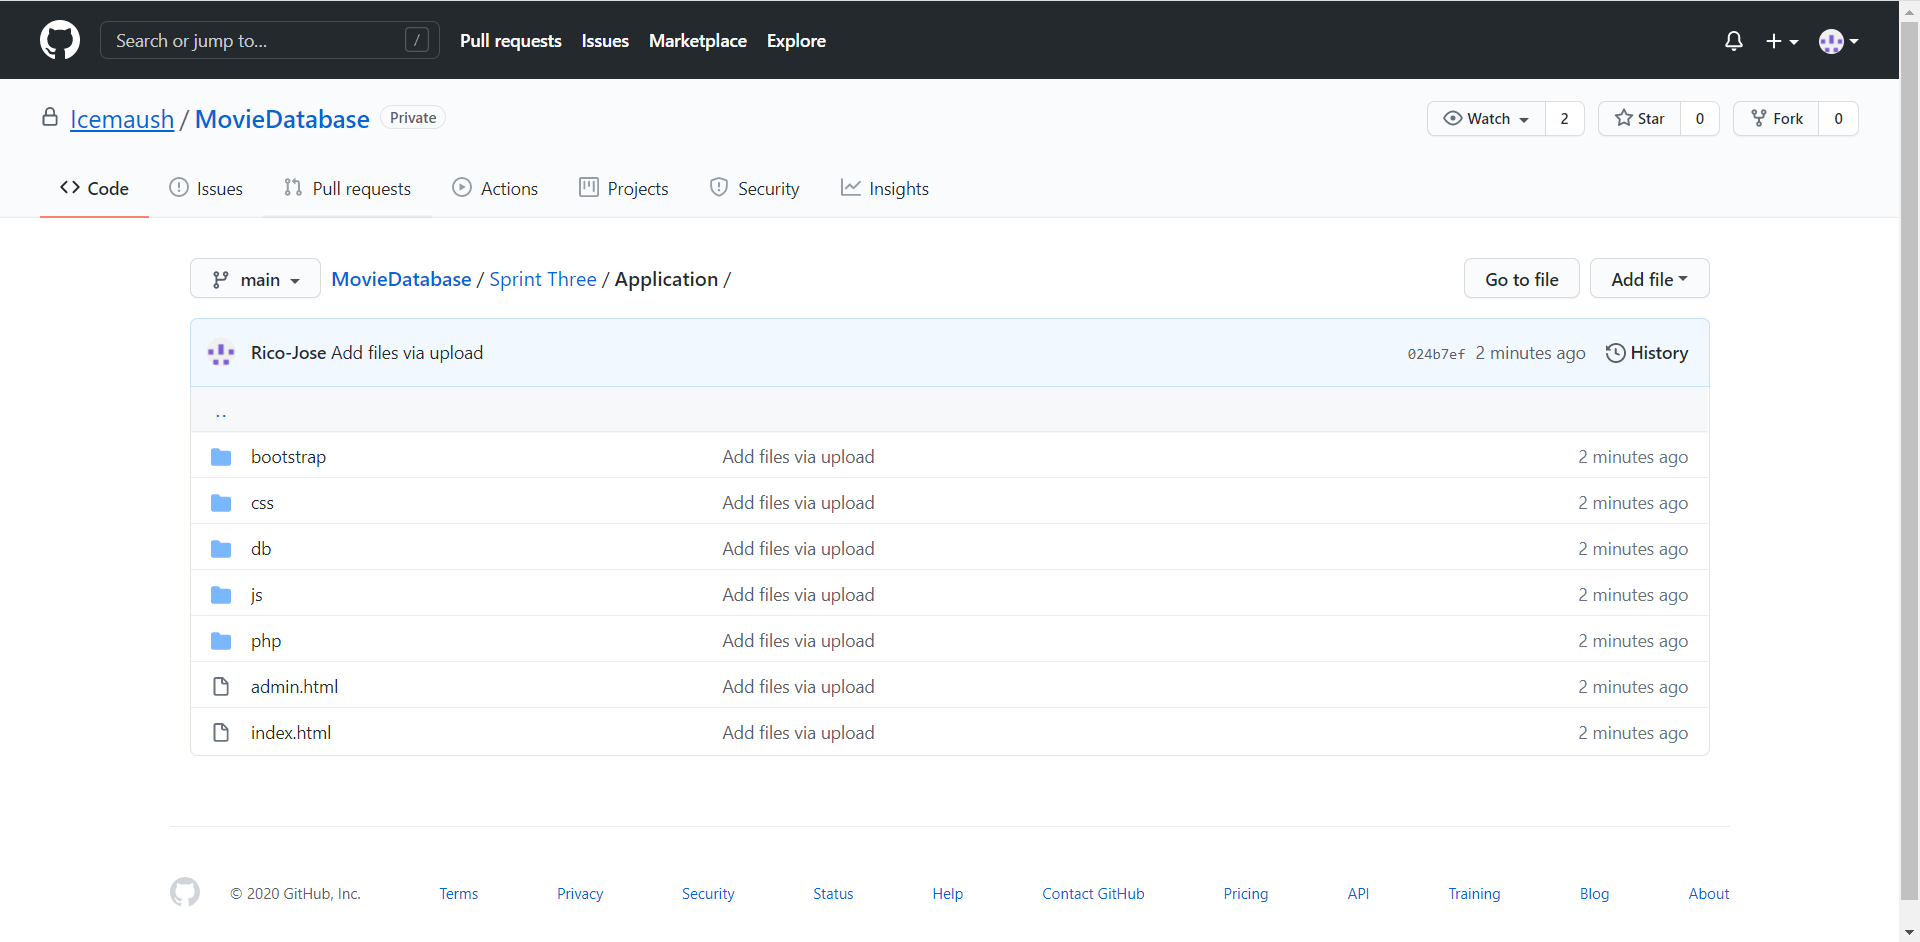 Search or jump to... /
Pull requests Issues Marketplace Explore
Icemaush / MovieDatabase Private
Watch 2 Star 0 Fork 0
Code Issues Pull requests Actions Projects Security Insights
main MovieDatabase / Sprint Three / Application /
Go to file Add file
Rico-Jose Add files via upload 024b7ef 2 minutes ago History
..
bootstrap Add files via upload 2 minutes ago
css Add files via upload 2 minutes ago
db Add files via upload 2 minutes ago
js Add files via upload 2 minutes ago
php Add files via upload 2 minutes ago
admin.html Add files via upload 2 minutes ago
index.html Add files via upload 2 minutes ago
© 2020 GitHub, Inc. Terms Privacy Security Status Help Contact GitHub Pricing API Training Blog About